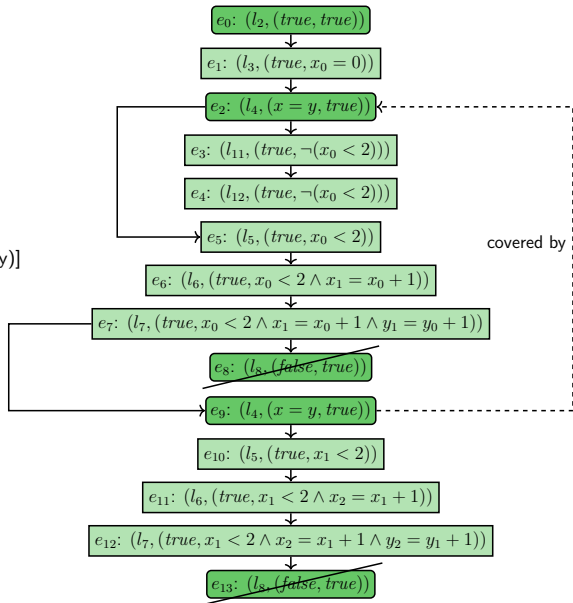 e₀: (l₂, (true, true))
e₁: (l₃, (true, x₀ = 0))
e₂: (l₄, (x = y, true))
e₃: (l₁₁, (true, ¬(x₀ < 2)))
e₄: (l₁₂, (true, ¬(x₀ < 2)))
e₅: (l₅, (true, x₀ < 2))
covered by
y)]
e₆: (l₆, (true, x₀ < 2 ∧ x₁ = x₀ + 1))
e₇: (l₇, (true, x₀ < 2 ∧ x₁ = x₀ + 1 ∧ y₁ = y₀ + 1))
e₈: (l₈, (false, true))
e₉: (l₄, (x = y, true))
e₁₀: (l₅, (true, x₁ < 2))
e₁₁: (l₆, (true, x₁ < 2 ∧ x₂ = x₁ + 1))
e₁₂: (l₇, (true, x₁ < 2 ∧ x₂ = x₁ + 1 ∧ y₂ = y₁ + 1))
e₁₃: (l₈, (false, true))